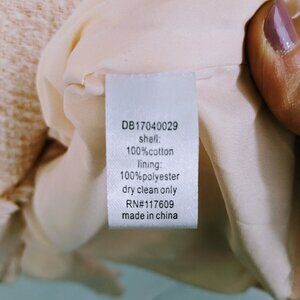 DB17040029
shell:
100%cotton
lining:
100%polyester
dry clean only
RN#117609
made in china